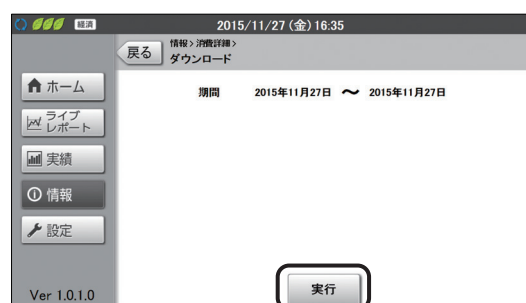 経済
2015/11/27(金)16:35
戻る
情報>消費詳細>
ダウンロード
ホーム
ライブ
レポート
実績
情報
設定
Ver 1.0.1.0
期間 2015年11月27日 〜 2015年11月27日
実行